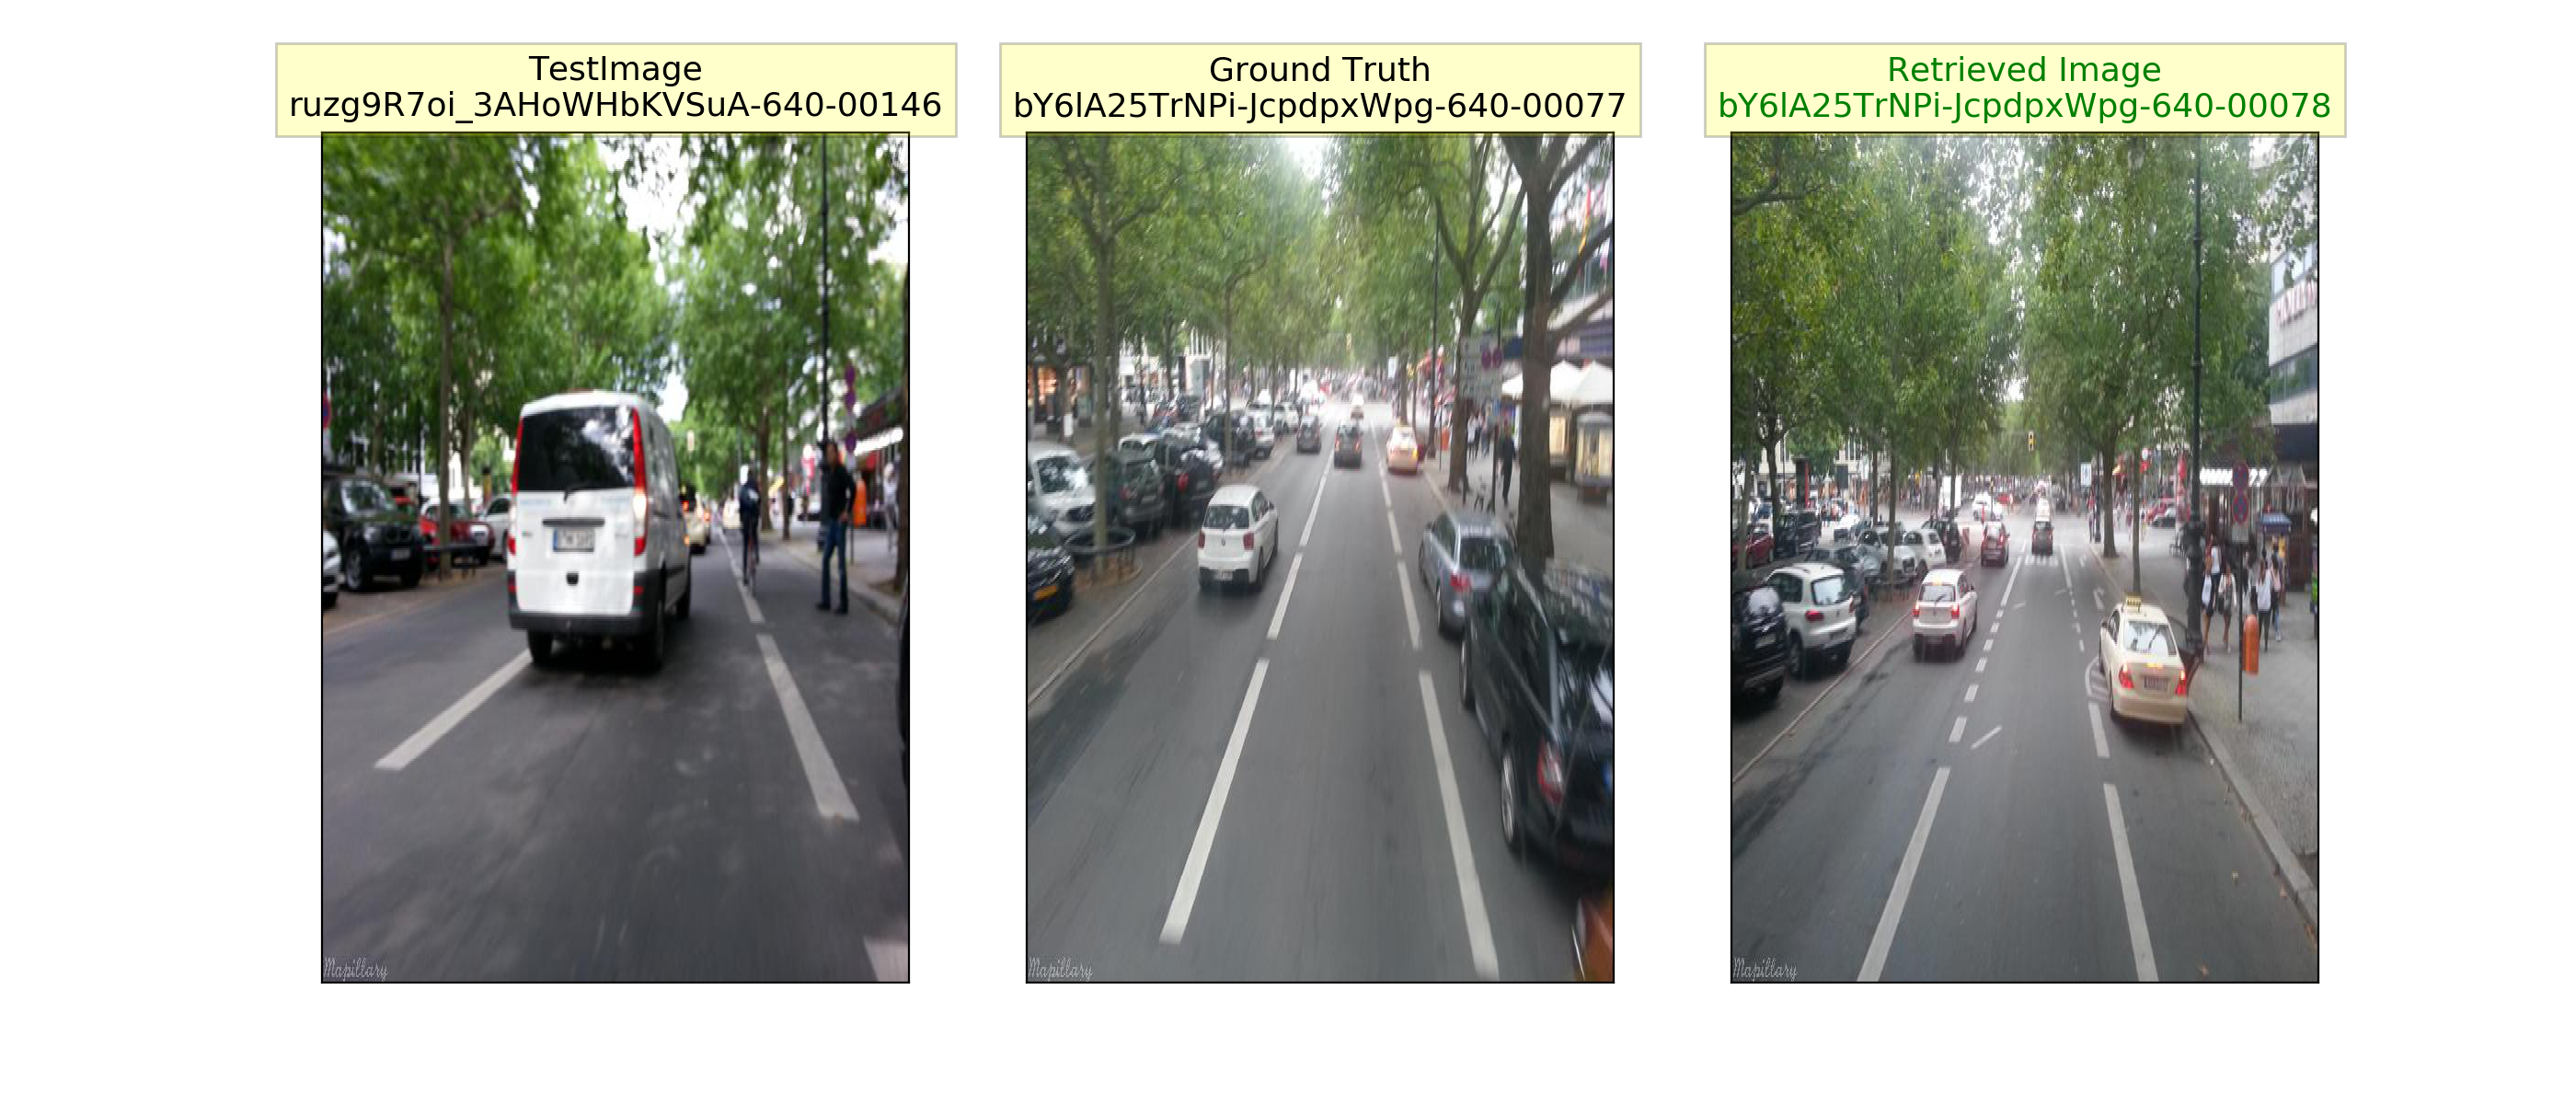 TestImage
ruzg9R7oi_3AHoWHbKVSuA-640-00146
Ground Truth
bY6lA25TrNPi-JcpdpxWpg-640-00077
Retrieved Image
bY6lA25TrNPi-JcpdpxWpg-640-00078
Mapillary
Mapillary
Mapillary